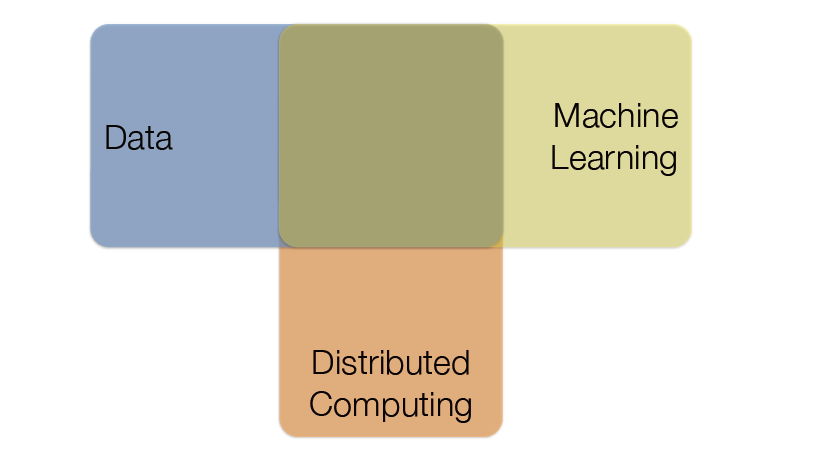 Data
Machine
Learning
Distributed
Computing